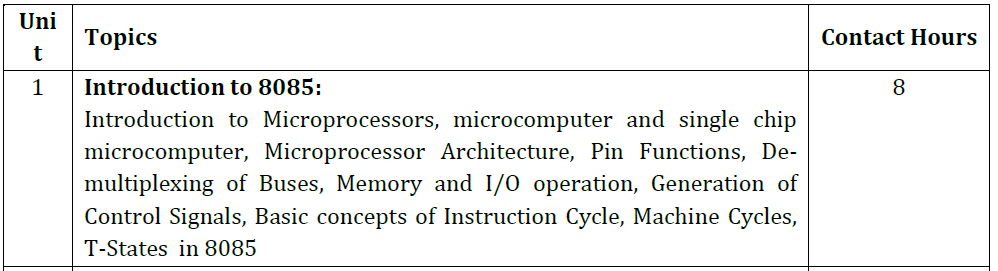 Uni
t
Topics
Contact Hours
1
Introduction to 8085:
8
Introduction to Microprocessors, microcomputer and single chip
microcomputer, Microprocessor Architecture, Pin Functions, De-
multiplexing of Buses, Memory and I/O operation, Generation of
Control Signals, Basic concepts of Instruction Cycle, Machine Cycles,
T-States in 8085